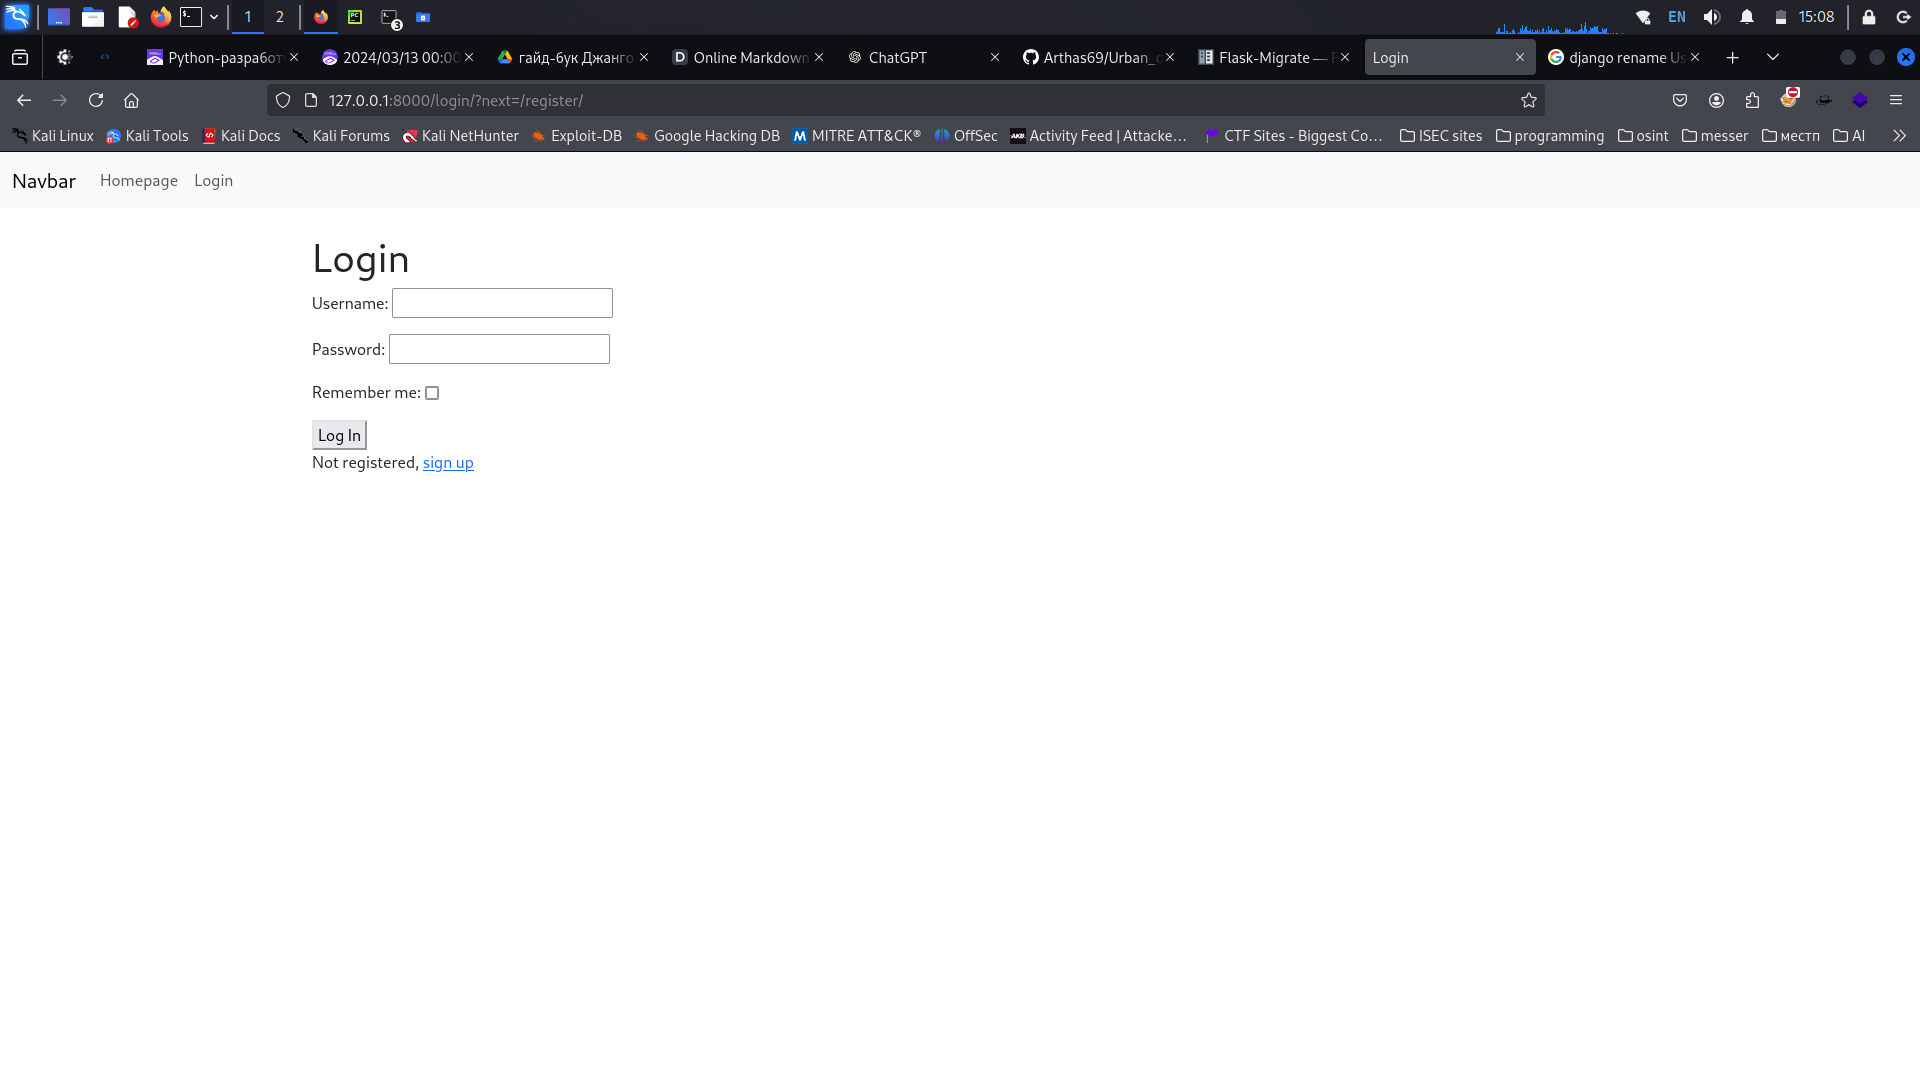 1 2 3 EN 15:08
Python-разработ 2024/03/13 00:00 гайд-бук Джанго Online Markdown ChatGPT Arthas69/Urban_d Flask-Migrate — F Login django rename Us
127.0.0.1:8000/login/?next=/register/
Kali Linux Kali Tools Kali Docs Kali Forums Kali NetHunter Exploit-DB Google Hacking DB MITRE ATT&CK® OffSec Activity Feed | Attacke… CTF Sites - Biggest Co… ISEC sites programming osint messer местп AI
Navbar Homepage Login
Login
Username:
Password:
Remember me:
Log In
Not registered, sign up